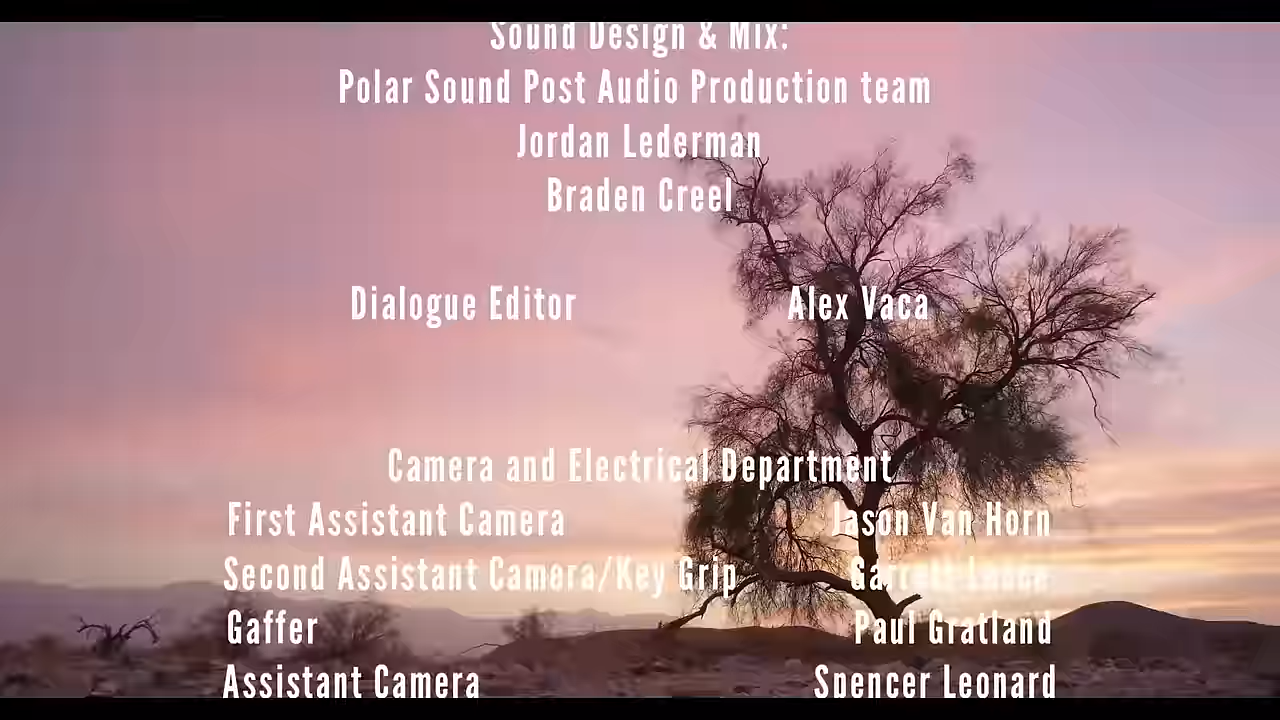 Sound Design & Mix:
Polar Sound Post Audio Production team
Jordan Lederman
Braden Creel
Dialogue Editor Alex Vaca
Camera and Electrical Department
First Assistant Camera Jason Van Horn
Second Assistant Camera/Key Grip Garrett
Gaffer Paul Gratland
Assistant Camera Spencer Leonard